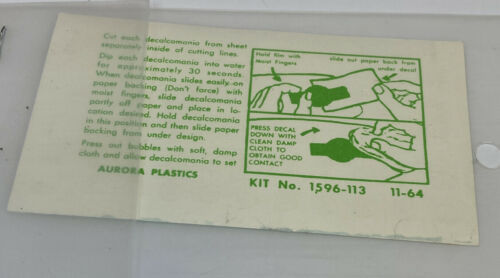 Cut each decalcomania from sheet
separately inside of cutting lines.
Dip each decalcomania into water
for approximately 30 seconds.
When decalcomania slides easily on
paper backing (Don't force) with
moist fingers, slide decalcomania
partly off paper and place in lo-
cation desired. Hold decalcomania
in this position and then slide paper
backing from under design.
Press out bubbles with soft, damp
cloth and allow decalcomania to set
AURORA PLASTICS
Hold film with
Moist Fingers
slide out paper back from
under decal
PRESS DECAL
DOWN WITH
CLEAN DAMP
CLOTH TO
OBTAIN GOOD
CONTACT
KIT No. 1596-113 11-64